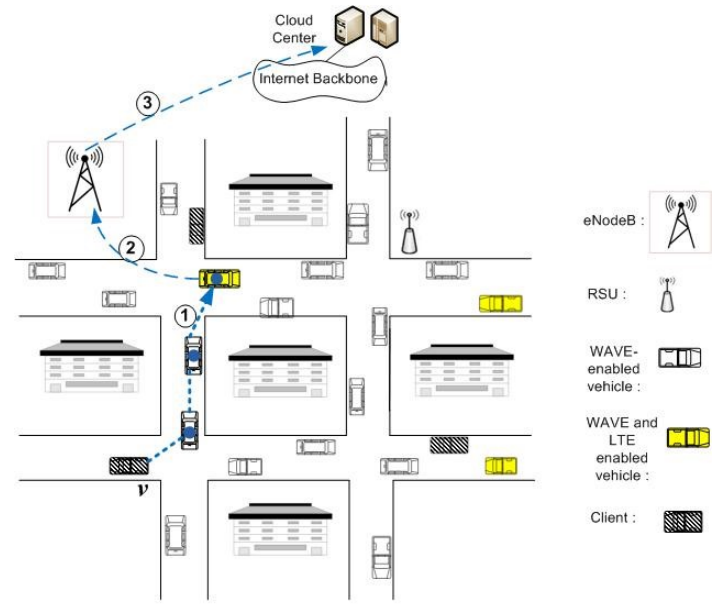 Cloud
Center
Internet Backbone
3
2
1
v
eNodeB :
RSU :
WAVE-
enabled
vehicle :
WAVE and
LTE
enabled
vehicle :
Client :